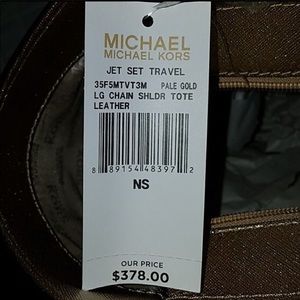 MICHAEL
MICHAEL KORS
JET SET TRAVEL
35F5MTVT3M PALE GOLD
LG CHAIN SHLDR TOTE
LEATHER
8 89154 48397 2
NS
OUR PRICE
$378.00